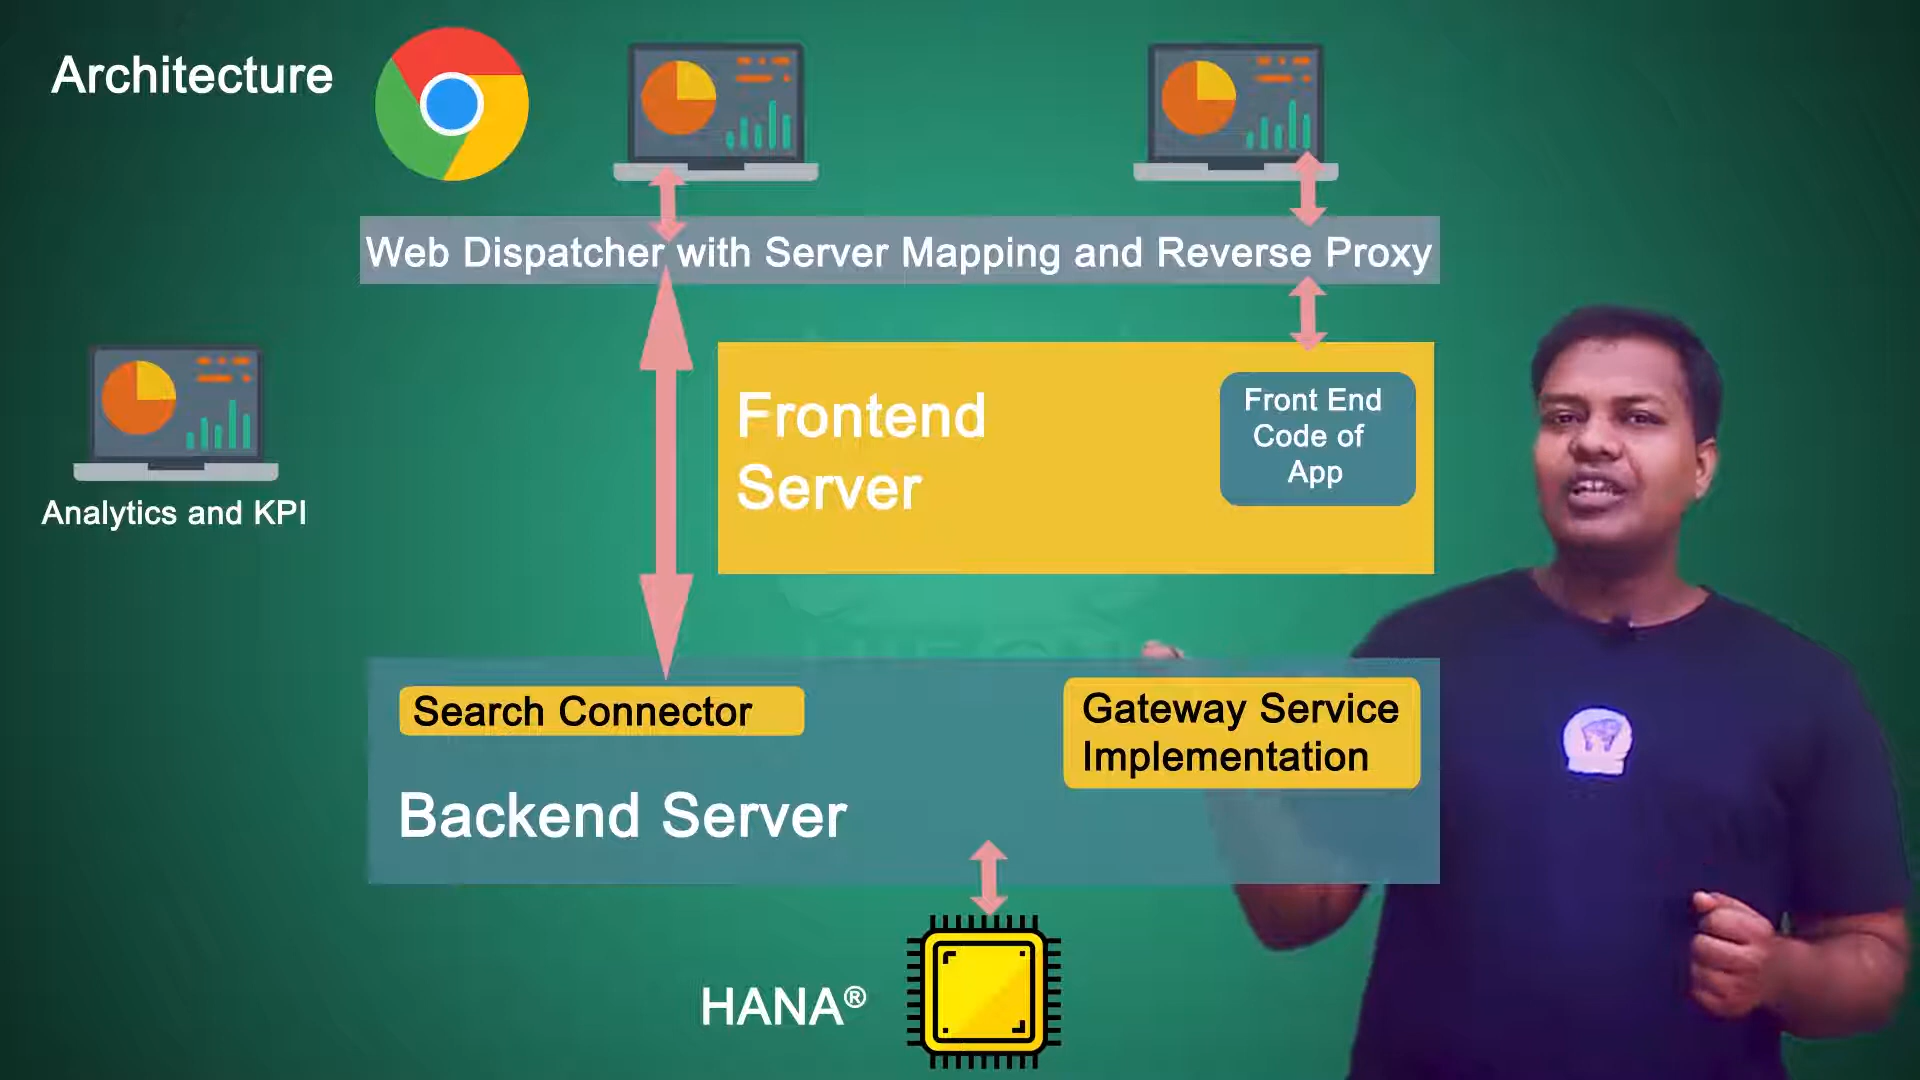 Architecture
Web Dispatcher with Server Mapping and Reverse Proxy
Frontend
Server
Front End
Code of
App
Analytics and KPI
Search Connector
Gateway Service
Implementation
Backend Server
HANA®